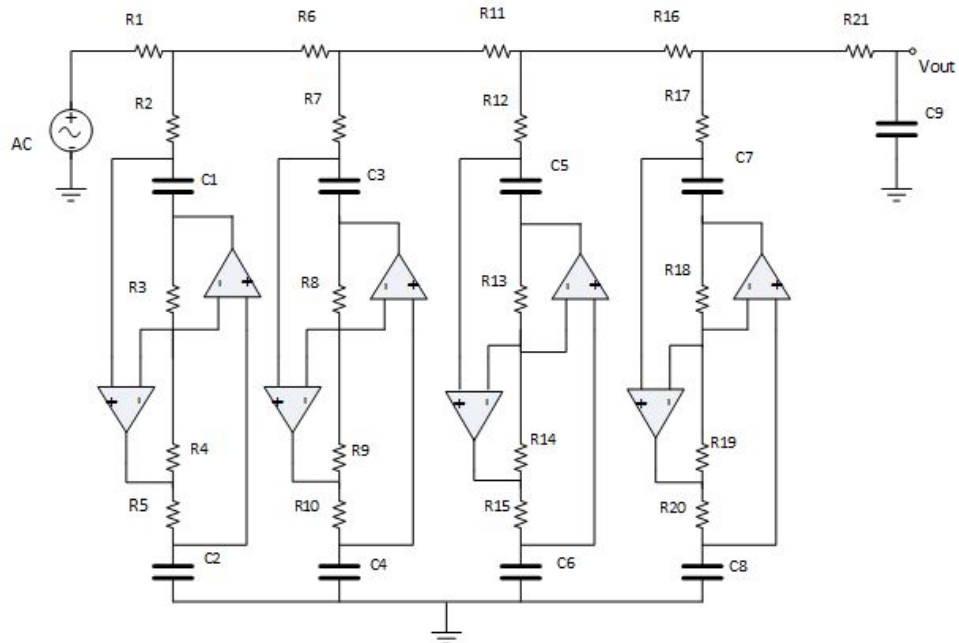 R1
R6
R11
R16
R21
Vout
R2
R7
R12
R17
C9
AC
+
-
C1
C3
C5
C7
R3
R8
R13
R18
- +
- +
- +
- +
+ -
+ -
+ -
+ -
R4
R9
R14
R19
R5
R10
R15
R20
C2
C4
C6
C8